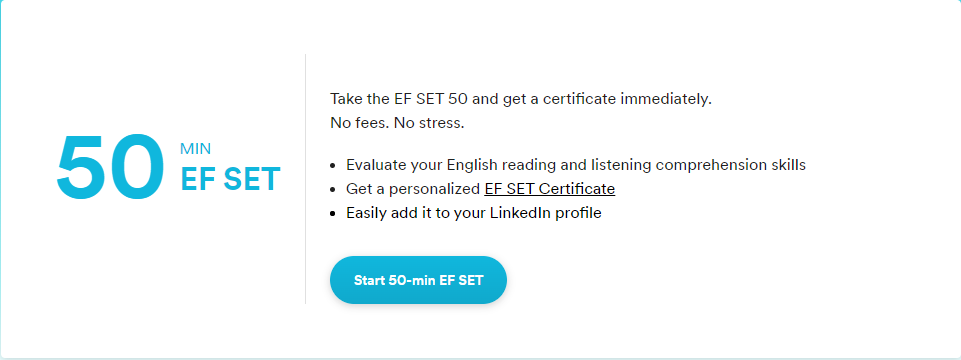 50 MIN
EF SET
Take the EF SET 50 and get a certificate immediately.
No fees. No stress.
Evaluate your English reading and listening comprehension skills
Get a personalized EF SET Certificate
Easily add it to your LinkedIn profile
Start 50-min EF SET